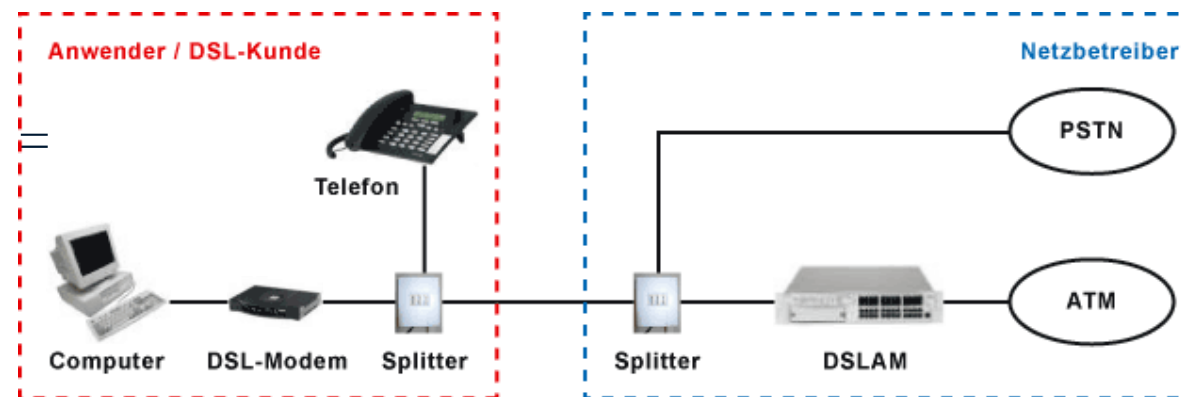 Anwender / DSL-Kunde
Netzbetreiber
PSTN
Telefon
ATM
Computer
DSL-Modem
Splitter
Splitter
DSLAM